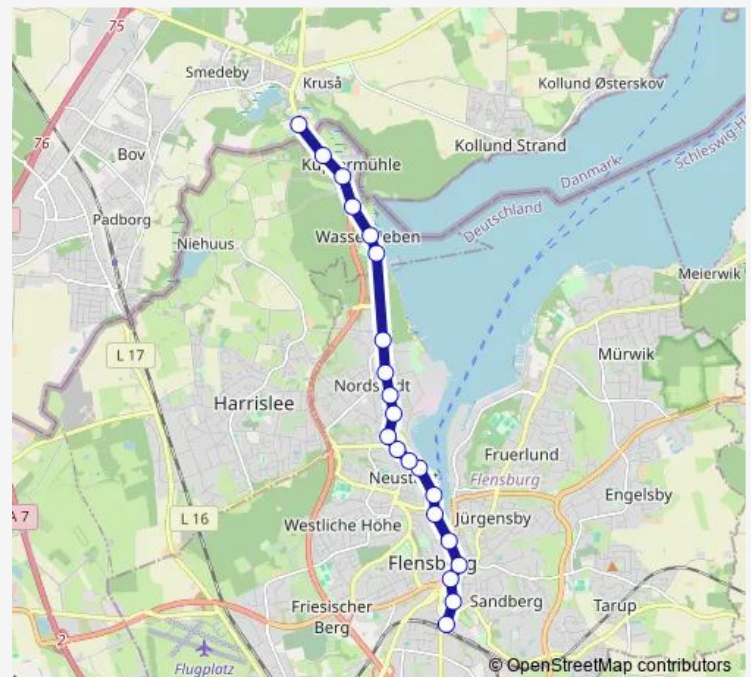 75
Smedeby
Kruså
Kollund Østerskov
76
Bov
Kollund Strand
Danmark
Schleswig-H
Padborg
Deutschland
Niehuus
Meierwik
L 17
Mürwik
Harrislee
Fruerlund
Flensburg
Engelsby
A 7
L 16
Westliche Höhe
Jürgensby
Friesischer
Berg
Sandberg
Tarup
2
Flugplatz
© OpenStreetMap contributors